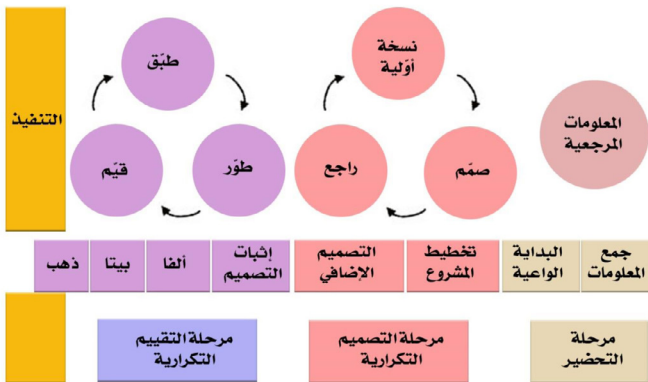 المعلومات
المرجعية
نسخة
أوّلية
صمّم
راجع
طبّق
طوّر
قيّم
التنفيذ
جمع
المعلومات
البداية
الواعية
تخطيط
المشروع
التصميم
الإضافي
إثبات
التصميم
ألفا
بيتا
ذهب
مرحلة
التحضير
مرحلة التصميم
التكرارية
مرحلة التقييم
التكرارية